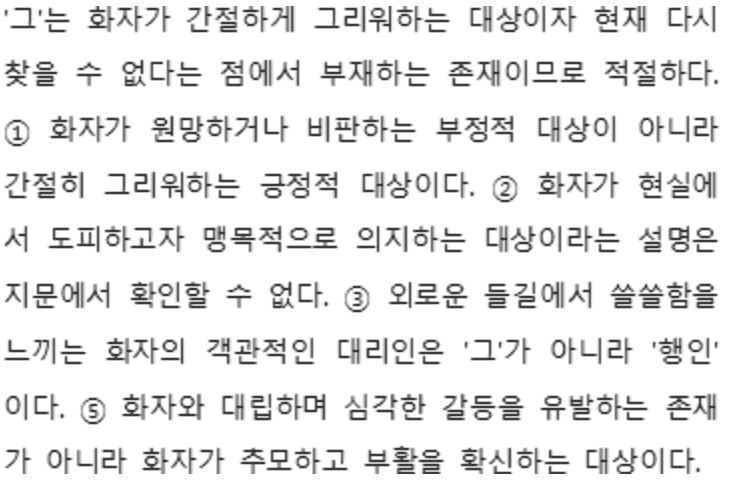 '그'는 화자가 간절하게 그리워하는 대상이자 현재 다시
찾을 수 없다는 점에서 부재하는 존재이므로 적절하다.
① 화자가 원망하거나 비판하는 부정적 대상이 아니라
간절히 그리워하는 긍정적 대상이다. ② 화자가 현실에
서 도피하고자 맹목적으로 의지하는 대상이라는 설명은
지문에서 확인할 수 없다. ③ 외로운 들길에서 쓸쓸함을
느끼는 화자의 객관적인 대리인은 '그'가 아니라 '행인'
이다. ⑤ 화자와 대립하며 심각한 갈등을 유발하는 존재
가 아니라 화자가 추모하고 부활을 확신하는 대상이다.